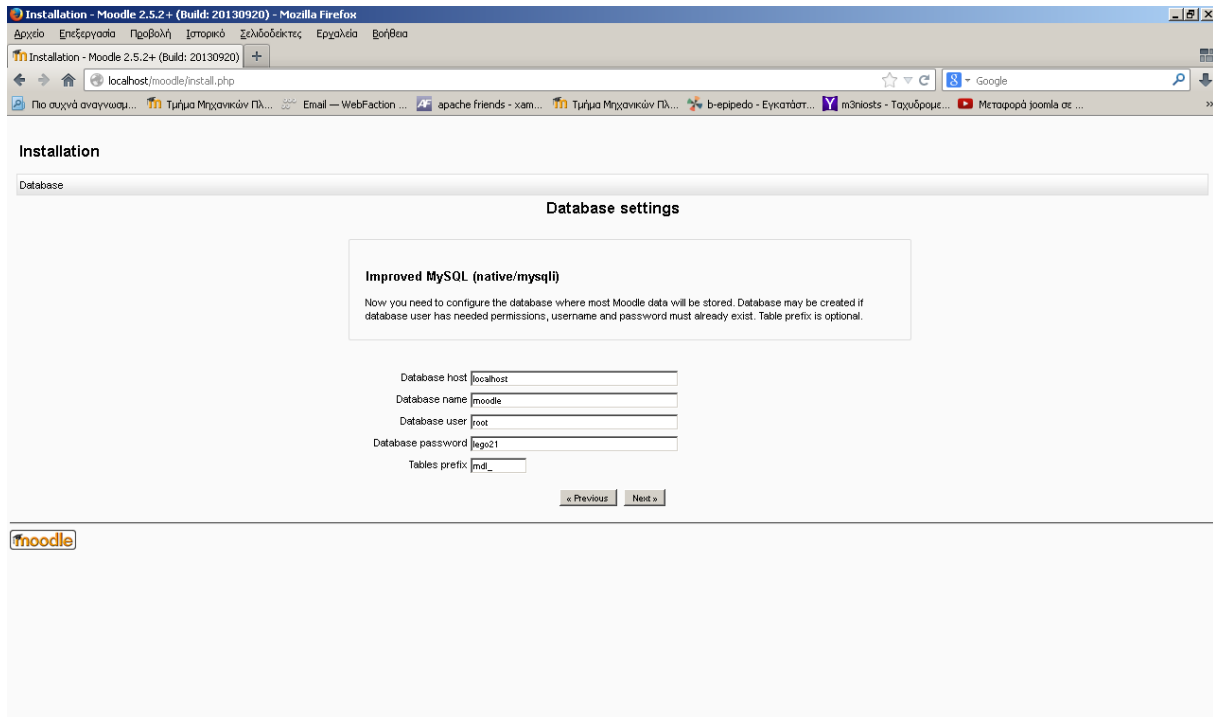 Installation - Moodle 2.5.2+ (Build: 20130920) - Mozilla Firefox
Αρχείο Επεξεργασία Προβολή Ιστορικό Σελιδοδείκτες Εργαλεία Βοήθεια
Installation - Moodle 2.5.2+ (Build: 20130920) +
localhost/moodle/install.php
Google
Πιο συχνά αναγνωσμ... Τμήμα Μηχανικών Πλ... Email — WebFaction ... apache friends - xam... Τμήμα Μηχανικών Πλ... b-epipedo - Εγκατάστ... m3niosts - Ταχυδρομε... Μεταφορά joomla σε ... »
Installation
Database
Database settings
Improved MySQL (native/mysqli)
Now you need to configure the database where most Moodle data will be stored. Database may be created if
database user has needed permissions, username and password must already exist. Table prefix is optional.
Database host localhost
Database name moodle
Database user root
Database password lego21
Tables prefix mdl_
« Previous Next »
moodle